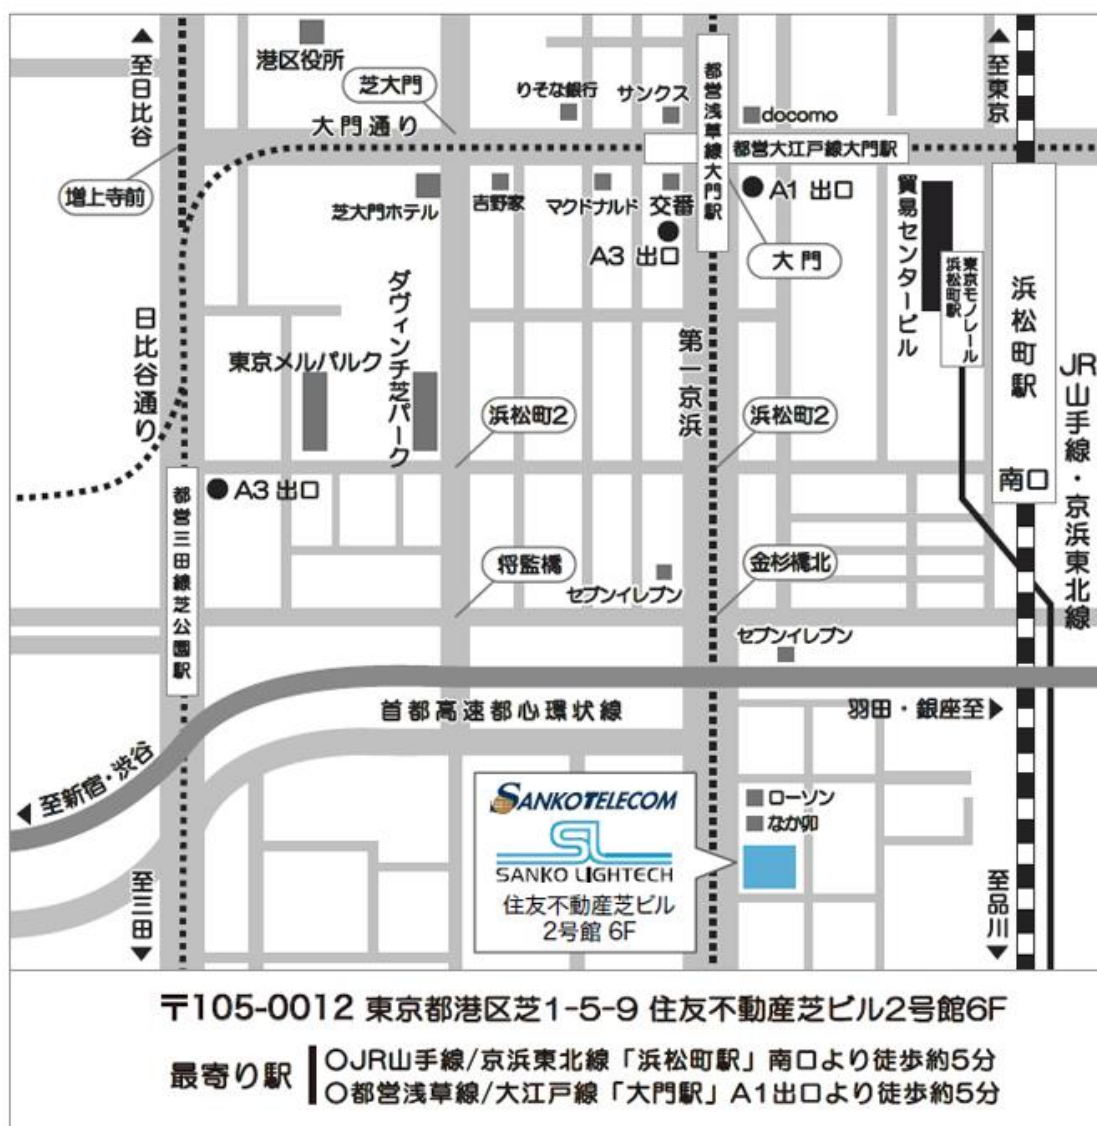 至日比谷
港区役所
芝大門
大門通り
りそな銀行
サンクス
都営浅草線大門駅
docomo
至東京
都営大江戸線大門駅
増上寺前
芝大門ホテル
吉野家
マクドナルド
交番
A3 出口
A1 出口
大門
貿易センタービル
東京モノレール
浜松町駅
浜松町駅
南口
JR山手線・京浜東北線
日比谷通り
東京メルパルク
ダヴィンチ芝パーク
第一京浜
浜松町2
浜松町2
A3 出口
都営三田線芝公園駅
将監橋
セブンイレブン
金杉橋北
セブンイレブン
首都高速都心環状線
羽田・銀座至
至新宿・渋谷
SANKOTELECOM
SL
SANKO LIGHTECH
住友不動産芝ビル
2号館 6F
ローソン
なか卯
至三田
至品川
〒105-0012 東京都港区芝1-5-9 住友不動産芝ビル2号館6F
最寄り駅
○JR山手線/京浜東北線「浜松町駅」南口より徒歩約5分
○都営浅草線/大江戸線「大門駅」A1出口より徒歩約5分